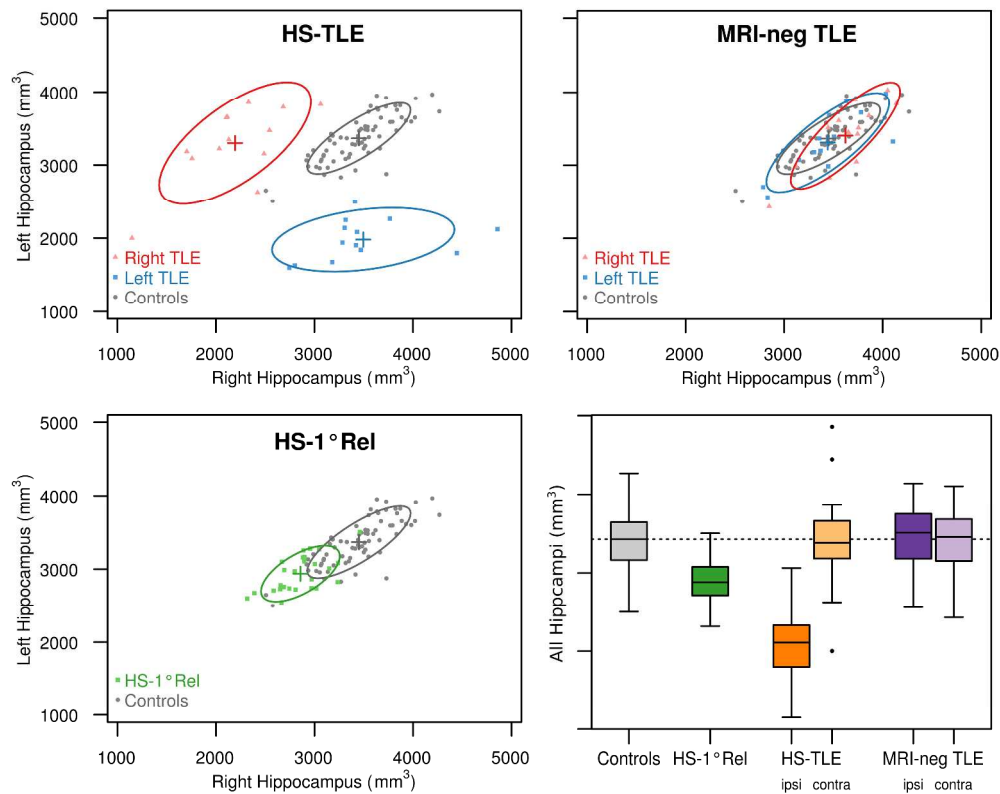 HS-TLE
5000
4000
3000
2000
1000
Left Hippocampus (mm³)
Right TLE
Left TLE
Controls
1000 2000 3000 4000 5000
Right Hippocampus (mm³)
MRI-neg TLE
Right TLE
Left TLE
Controls
1000 2000 3000 4000 5000
Right Hippocampus (mm³)
HS-1°Rel
5000
4000
3000
2000
1000
Left Hippocampus (mm³)
HS-1°Rel
Controls
1000 2000 3000 4000 5000
Right Hippocampus (mm³)
All Hippcampi (mm³)
Controls HS-1°Rel HS-TLE MRI-neg TLE
ipsi contra ipsi contra